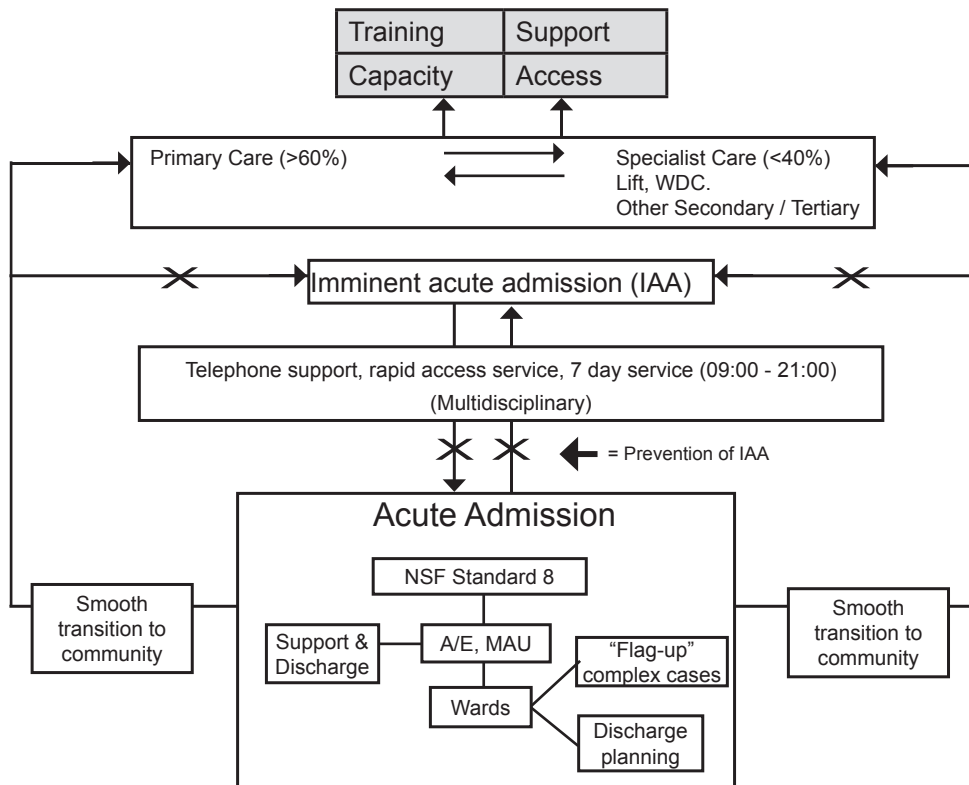 Training Support
Capacity Access
Primary Care (>60%)
Specialist Care (<40%)
Lift, WDC.
Other Secondary / Tertiary
Imminent acute admission (IAA)
Telephone support, rapid access service, 7 day service (09:00 - 21:00)
(Multidisciplinary)
= Prevention of IAA
Acute Admission
NSF Standard 8
Smooth
transition to
community
Support &
Discharge
A/E, MAU
“Flag-up”
complex cases
Wards
Discharge
planning
Smooth
transition to
community